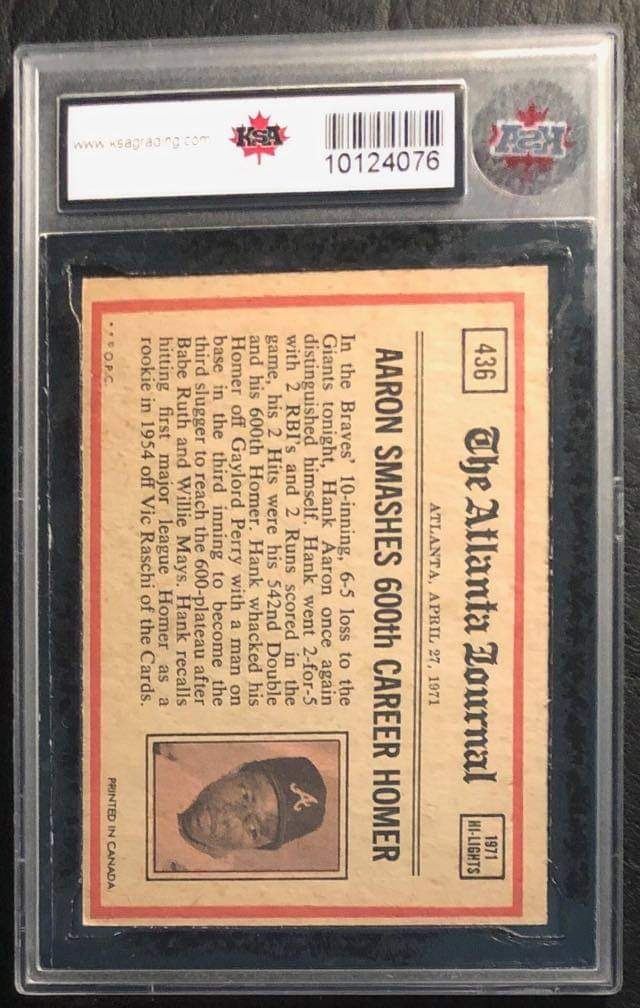 www.ksagrading.com
KSA
10124076
KSA
436
The Atlanta Journal
1971
HI-LIGHTS
ATLANTA, APRIL 27, 1971
AARON SMASHES 600th CAREER HOMER
In the Braves' 10-inning, 6-5 loss to the
Giants tonight, Hank Aaron once again
distinguished himself. Hank went 2-for-5
with 2 RBI's and 2 Runs scored in the
game, his 2 Hits were his 542nd Double
and his 600th Homer. Hank whacked his
Homer off Gaylord Perry with a man on
base in the third inning to become the
third slugger to reach the 600-plateau after
Babe Ruth and Willie Mays. Hank recalls
hitting first major league Homer as a
rookie in 1954 off Vic Raschi of the Cards.
A
O.P.C.
PRINTED IN CANADA